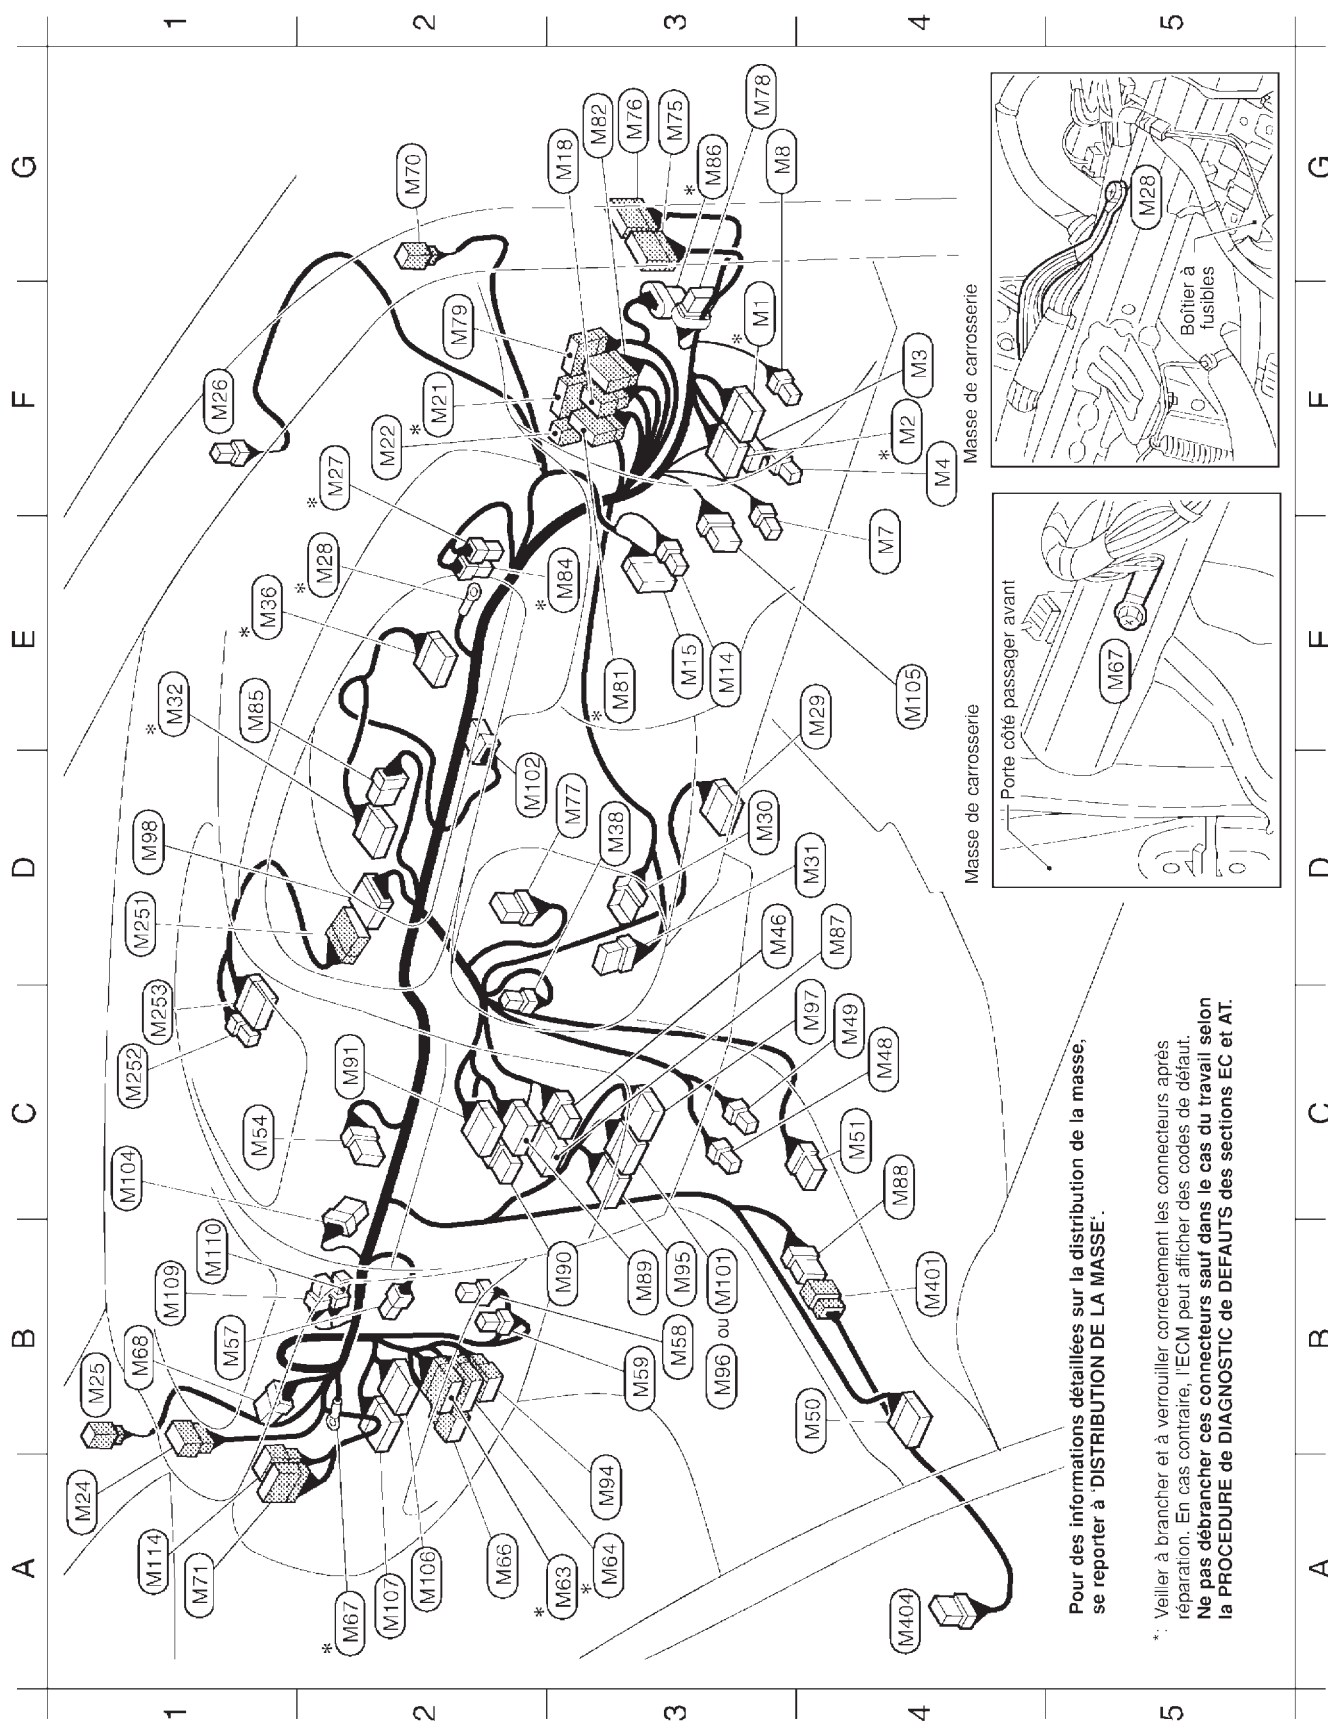 A
B
C
D
E
F
G
1
2
3
4
5
M25
M24
M114
M71
* M67
M107
M106
M66
* M63
* M64
M94
M404
M68
M57
M109
M110
M104
M54
M252
M253
M251
M98
* M32
M85
* M36
* M28
* M27
M22
* M21
M79
M26
M70
M18
M82
M76
M75
* M86
M78
M8
* M1
M3
* M2
M4
M7
M105
M14
M15
* M81
* M84
M102
M77
M38
M29
M30
M31
M46
M87
M97
M49
M48
M51
M88
M401
M91
M90
M89
M95
M96 ou M101
M58
M59
M50
Masse de carrosserie
Porte côté passager avant
M67
Masse de carrosserie
M28
Boîtier à
fusibles
Pour des informations détaillées sur la distribution de la masse,
se reporter à 'DISTRIBUTION DE LA MASSE'.
*: Veiller à brancher et à verrouiller correctement les connecteurs après
réparation. En cas contraire, l'ECM peut afficher des codes de défaut.
Ne pas débrancher ces connecteurs sauf dans le cas du travail selon
la PROCEDURE de DIAGNOSTIC de DEFAUTS des sections EC et AT.
1
2
3
4
5
A
B
C
D
E
F
G